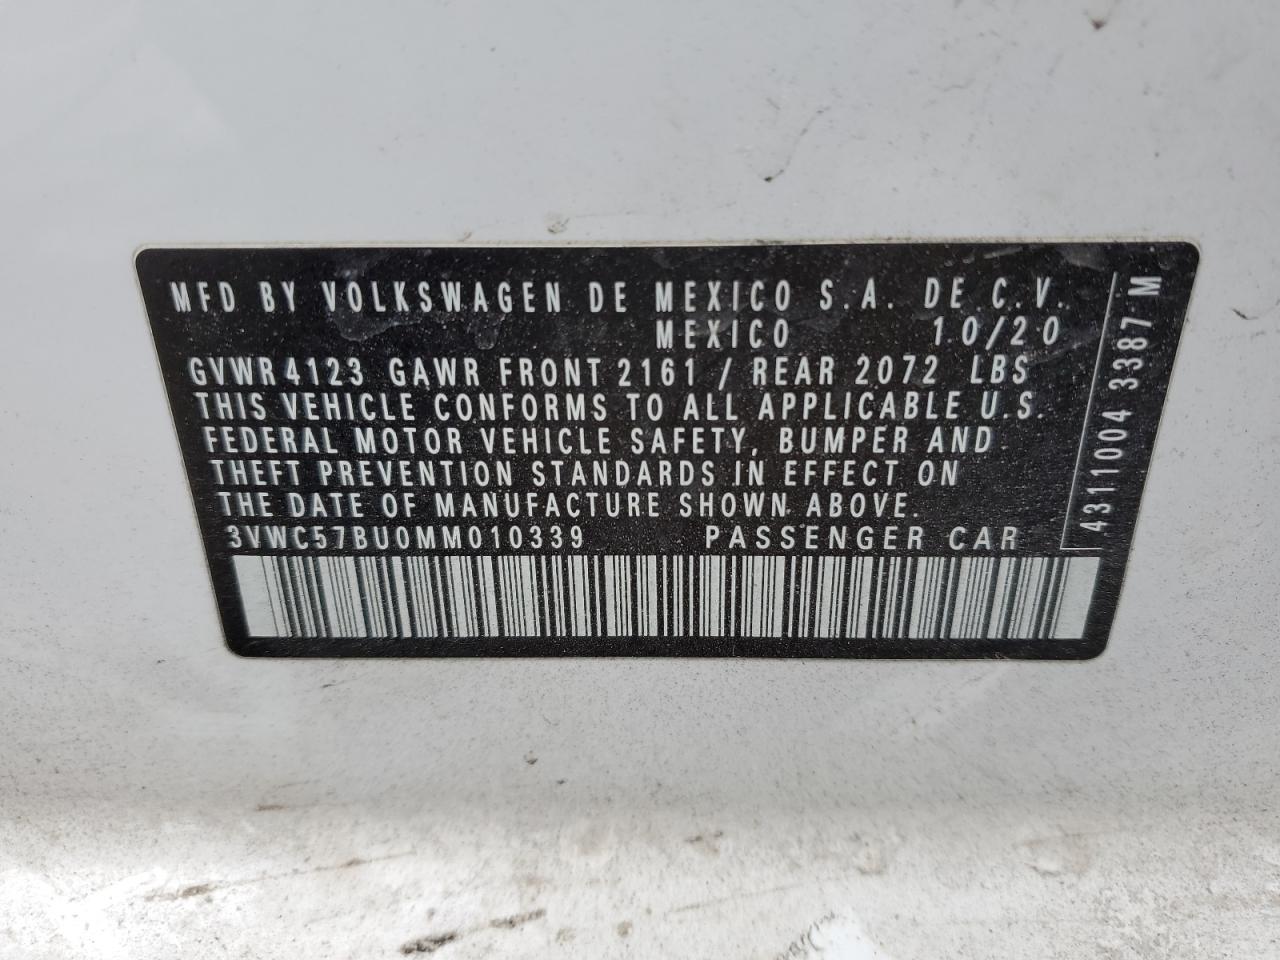 MFD BY VOLKSWAGEN DE MEXICO S.A. DE C.V.
MEXICO 10/20
GVWR 4123 GAWR FRONT 2161 / REAR 2072 LBS
THIS VEHICLE CONFORMS TO ALL APPLICABLE U.S.
FEDERAL MOTOR VEHICLE SAFETY, BUMPER AND
THEFT PREVENTION STANDARDS IN EFFECT ON
THE DATE OF MANUFACTURE SHOWN ABOVE.
3VWC57BU0MM010339 PASSENGER CAR
4311004 3387 M